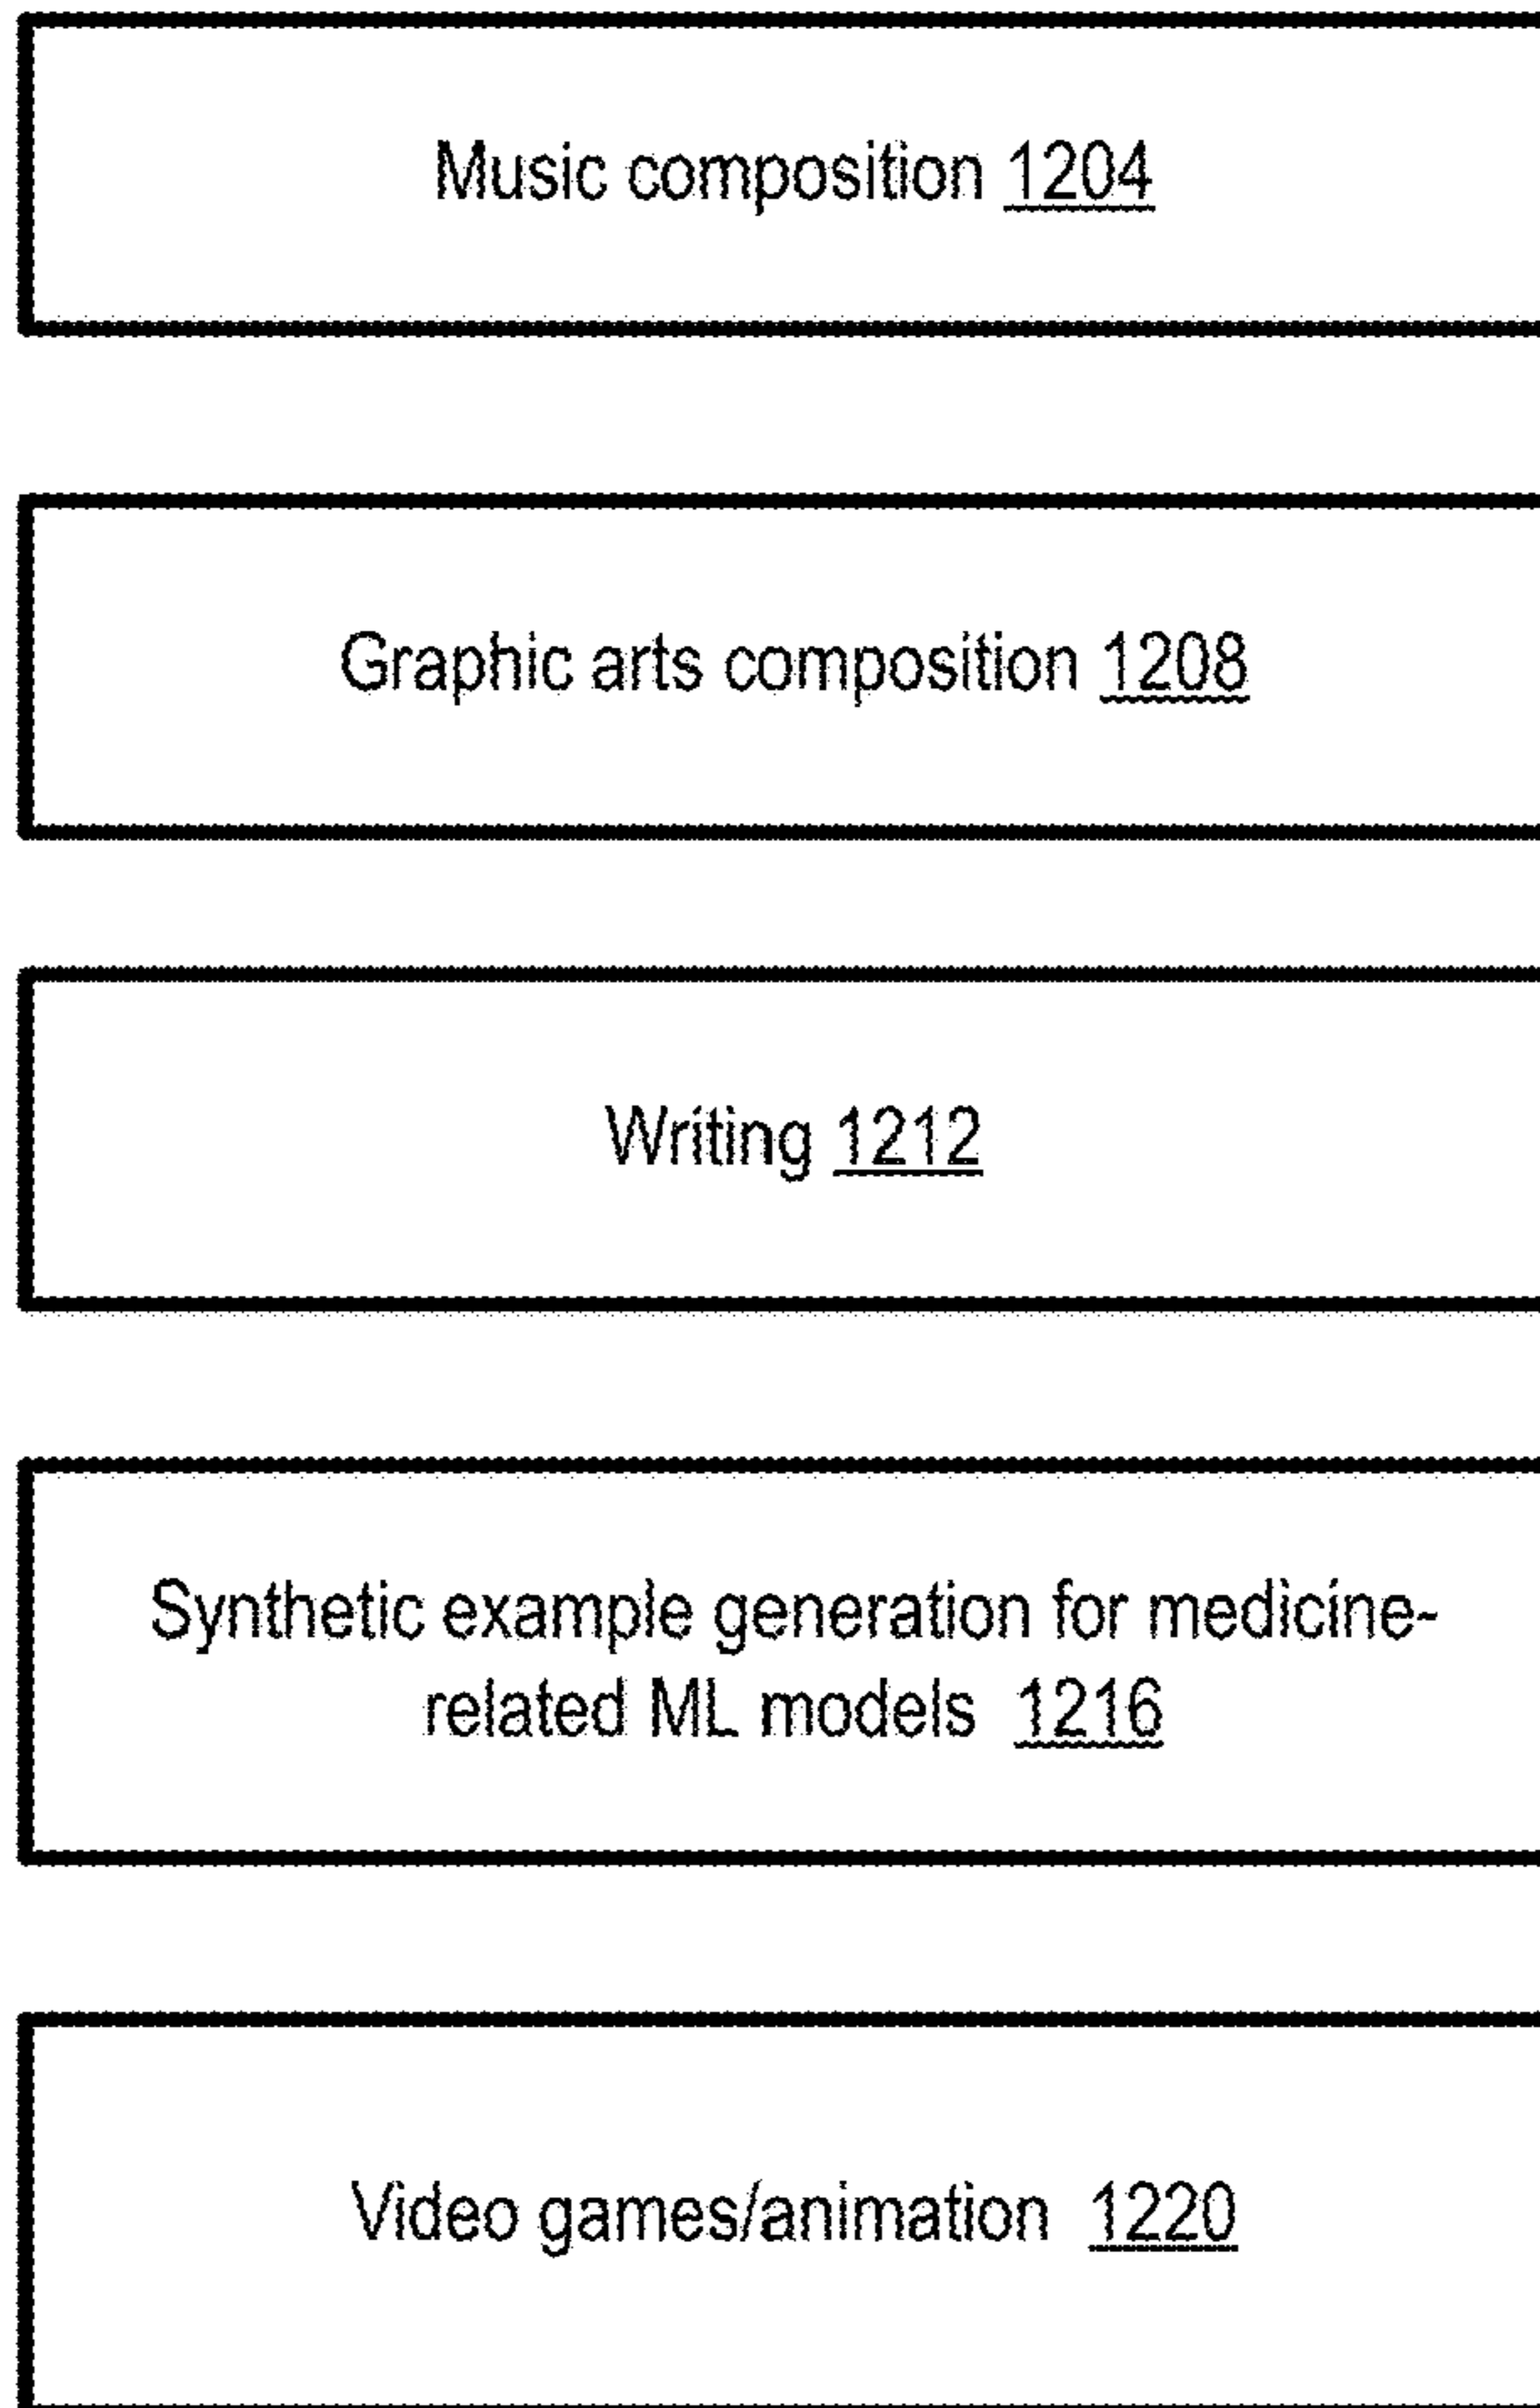 Music composition 1204
Graphic arts composition 1208
Writing 1212
Synthetic example generation for medicine-
related ML models 1216
Video games/animation 1220